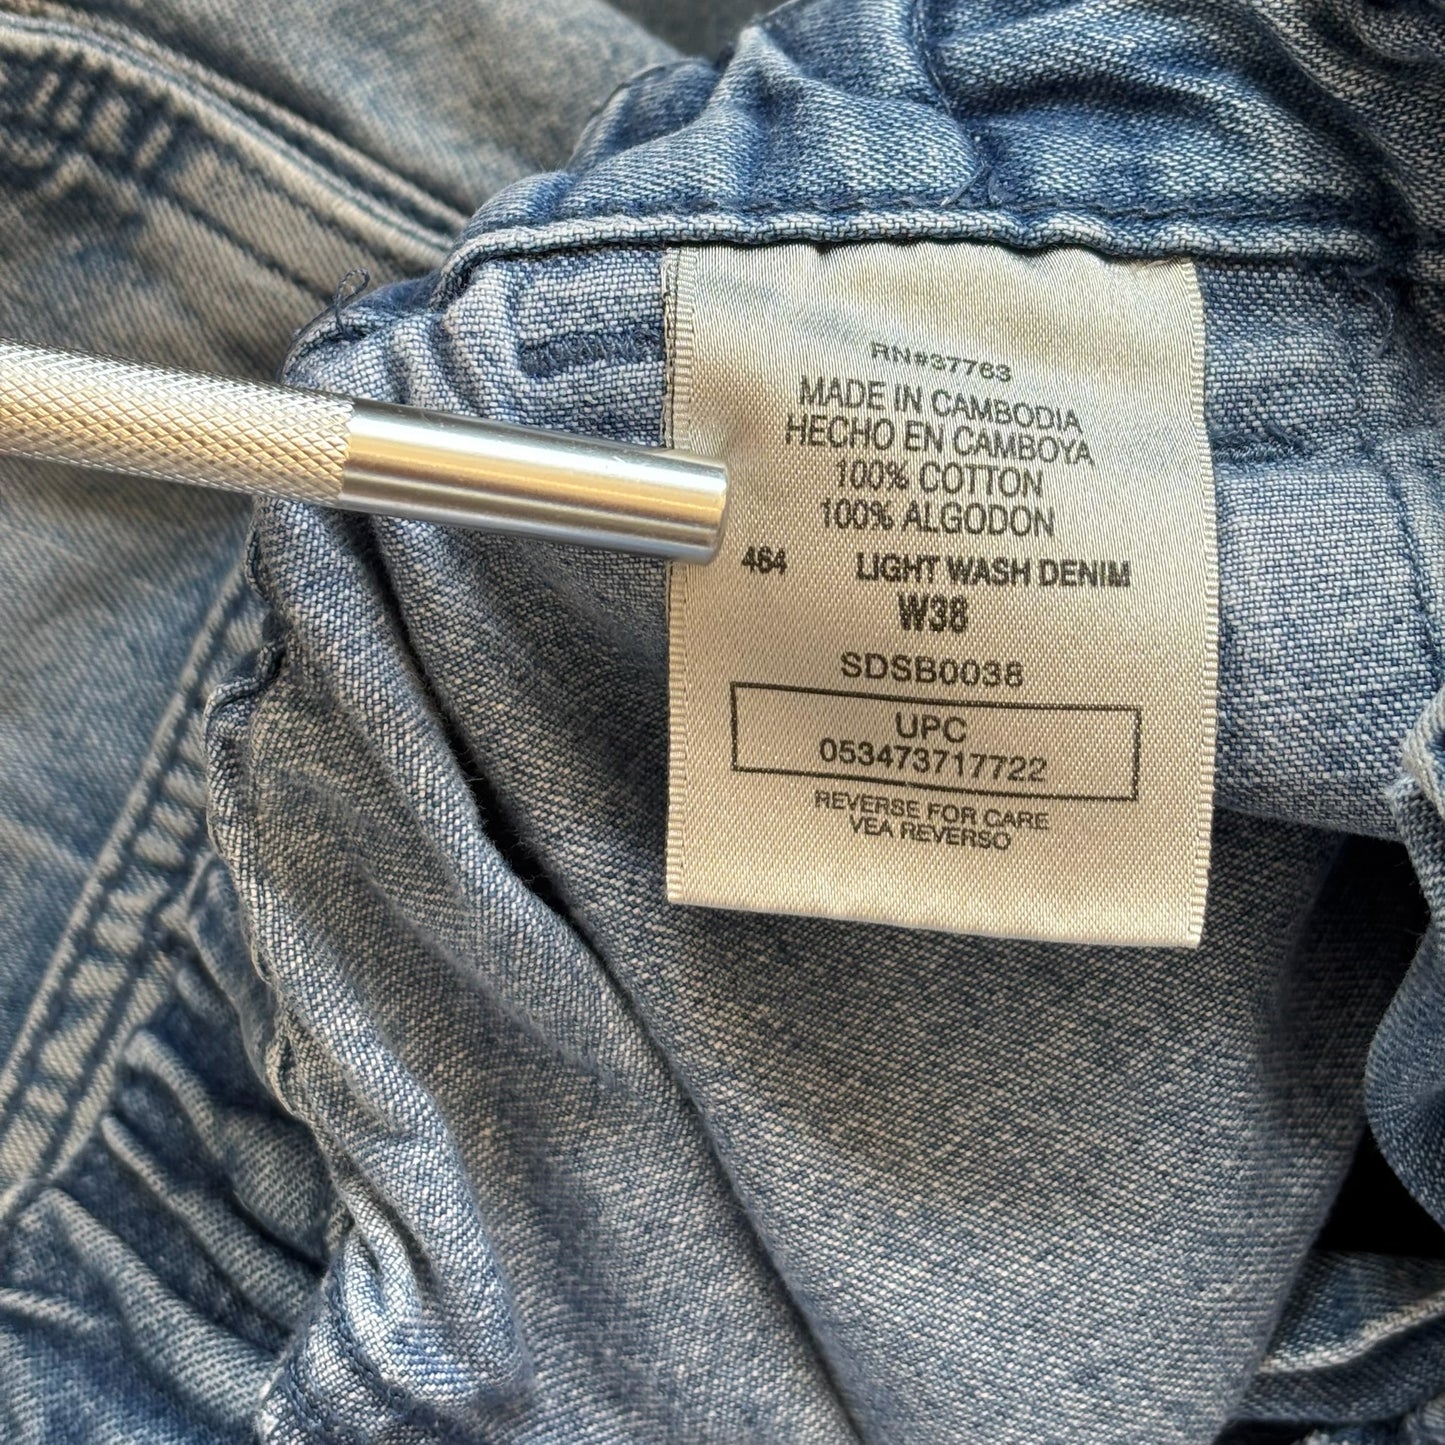 RN#37763
MADE IN CAMBODIA
HECHO EN CAMBOYA
100% COTTON
100% ALGODON
464 LIGHT WASH DENIM
W38
SDSB0038
UPC
053473717722
REVERSE FOR CARE
VEA REVERSO